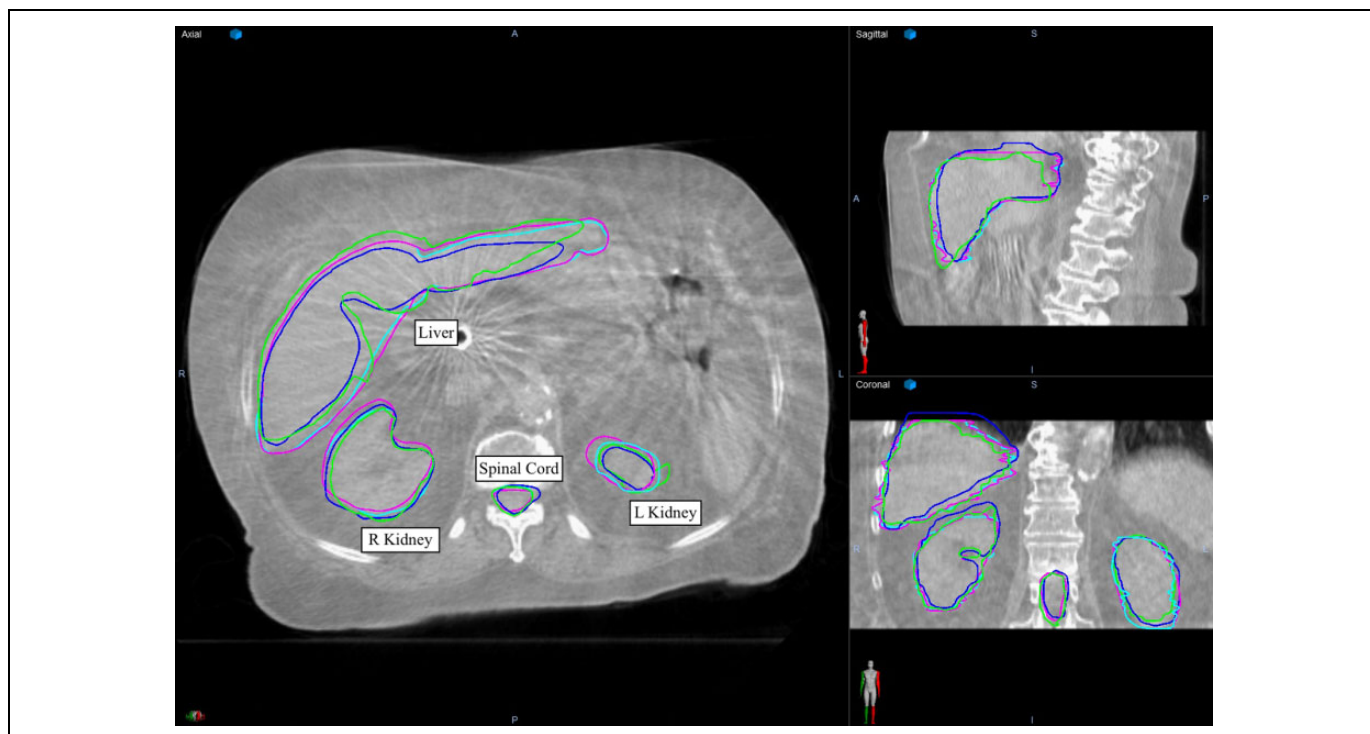 Axial
A
R
L
Liver
Spinal Cord
R Kidney
L Kidney
P
Sagittal
S
A
P
I
Coronal
S
R
I